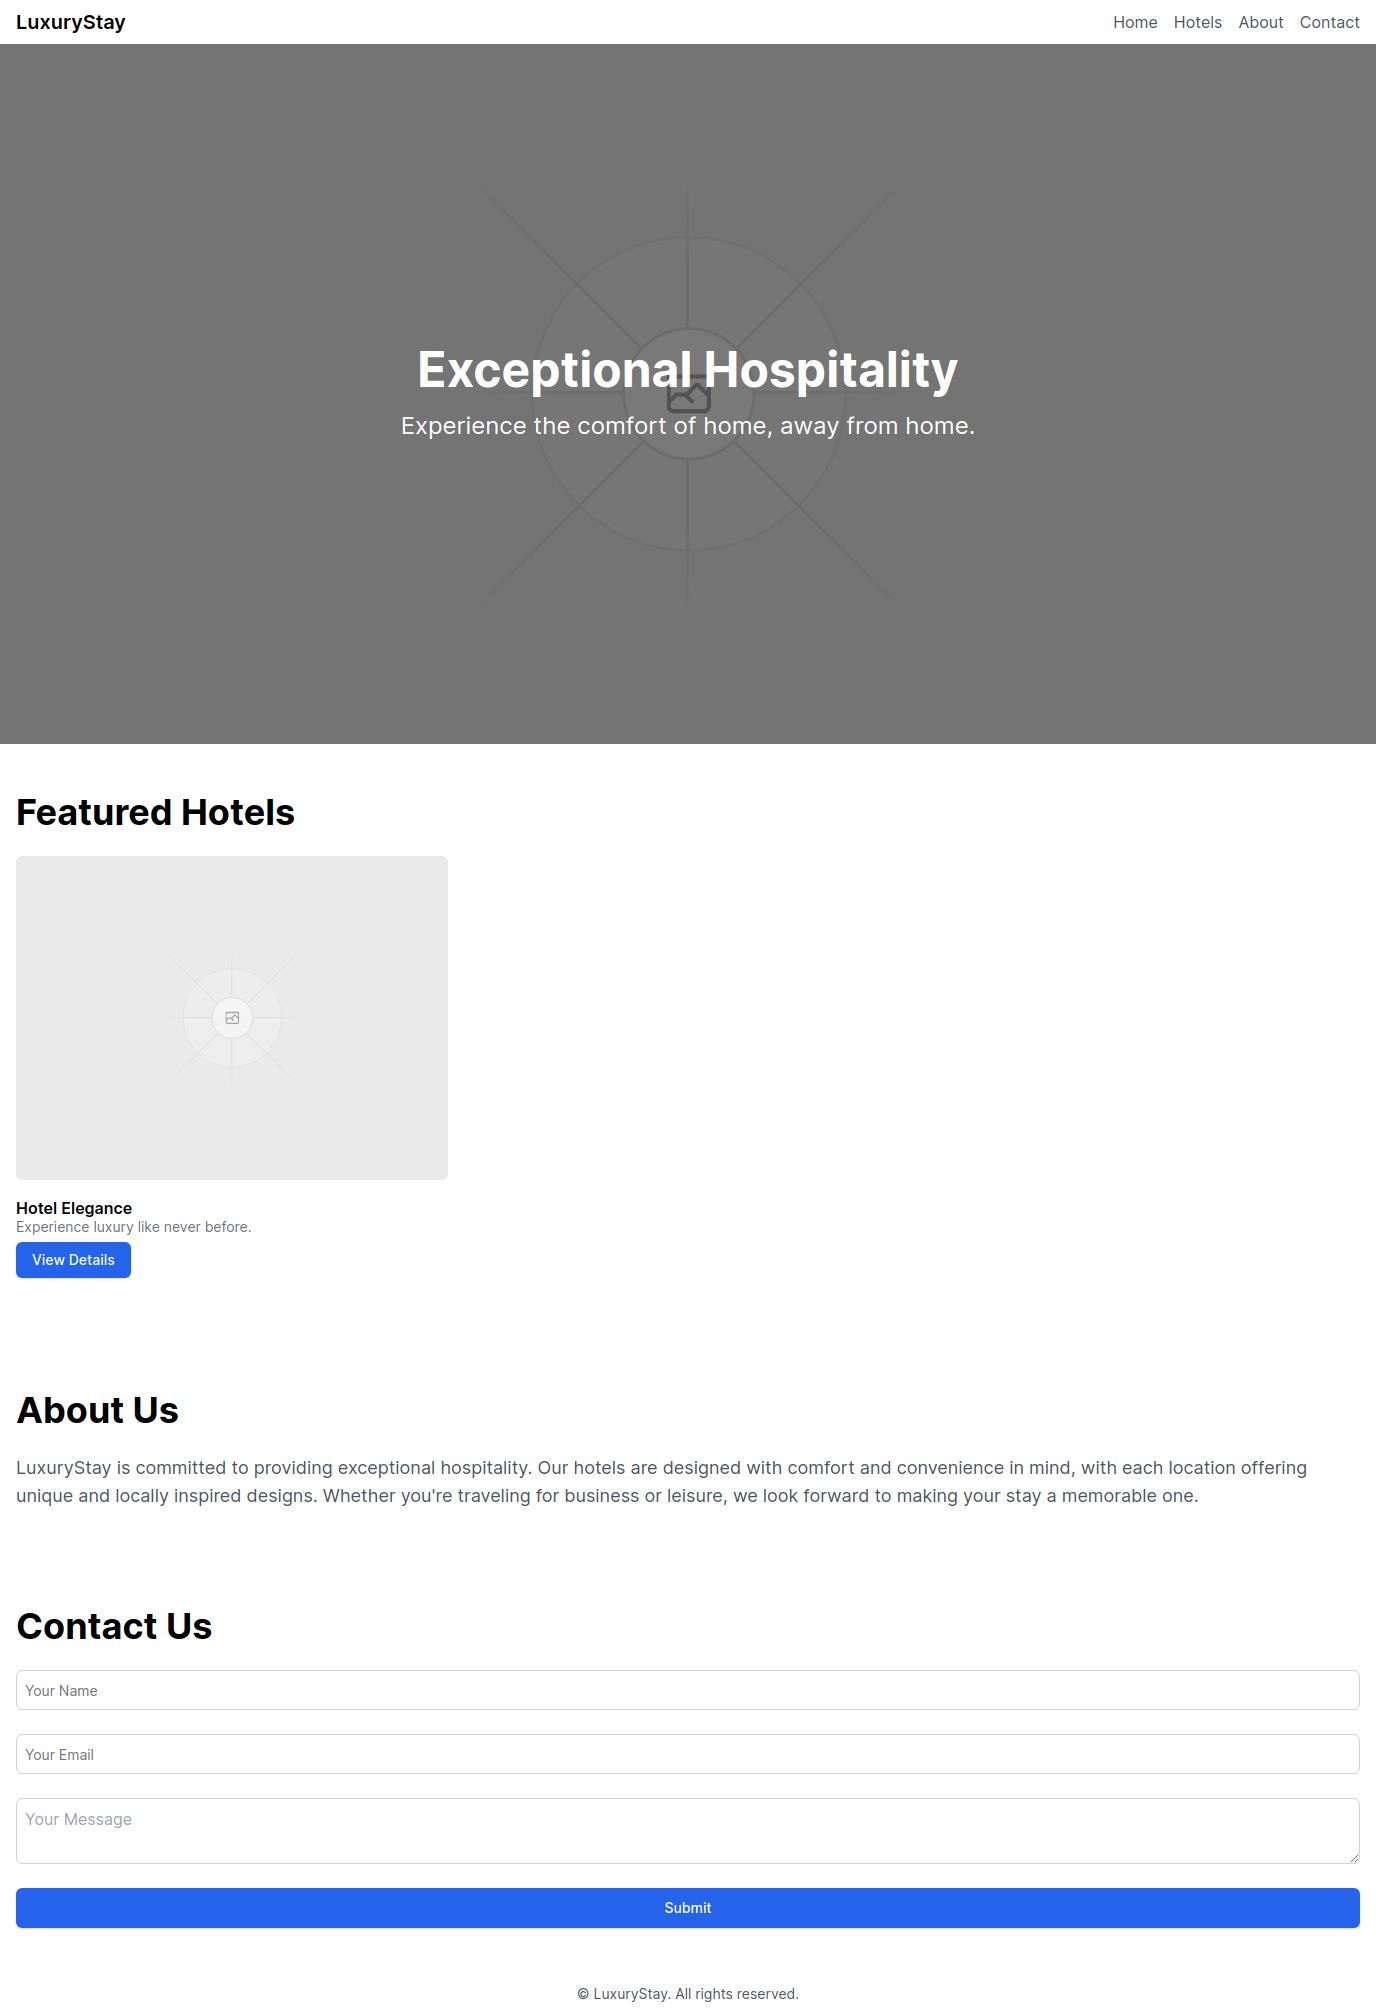 LuxuryStay
Home Hotels About Contact
Exceptional Hospitality
Experience the comfort of home, away from home.
Featured Hotels
Hotel Elegance
Experience luxury like never before.
View Details
About Us
LuxuryStay is committed to providing exceptional hospitality. Our hotels are designed with comfort and convenience in mind, with each location offering
unique and locally inspired designs. Whether you're traveling for business or leisure, we look forward to making your stay a memorable one.
Contact Us
Your Name
Your Email
Your Message
Submit
© LuxuryStay. All rights reserved.